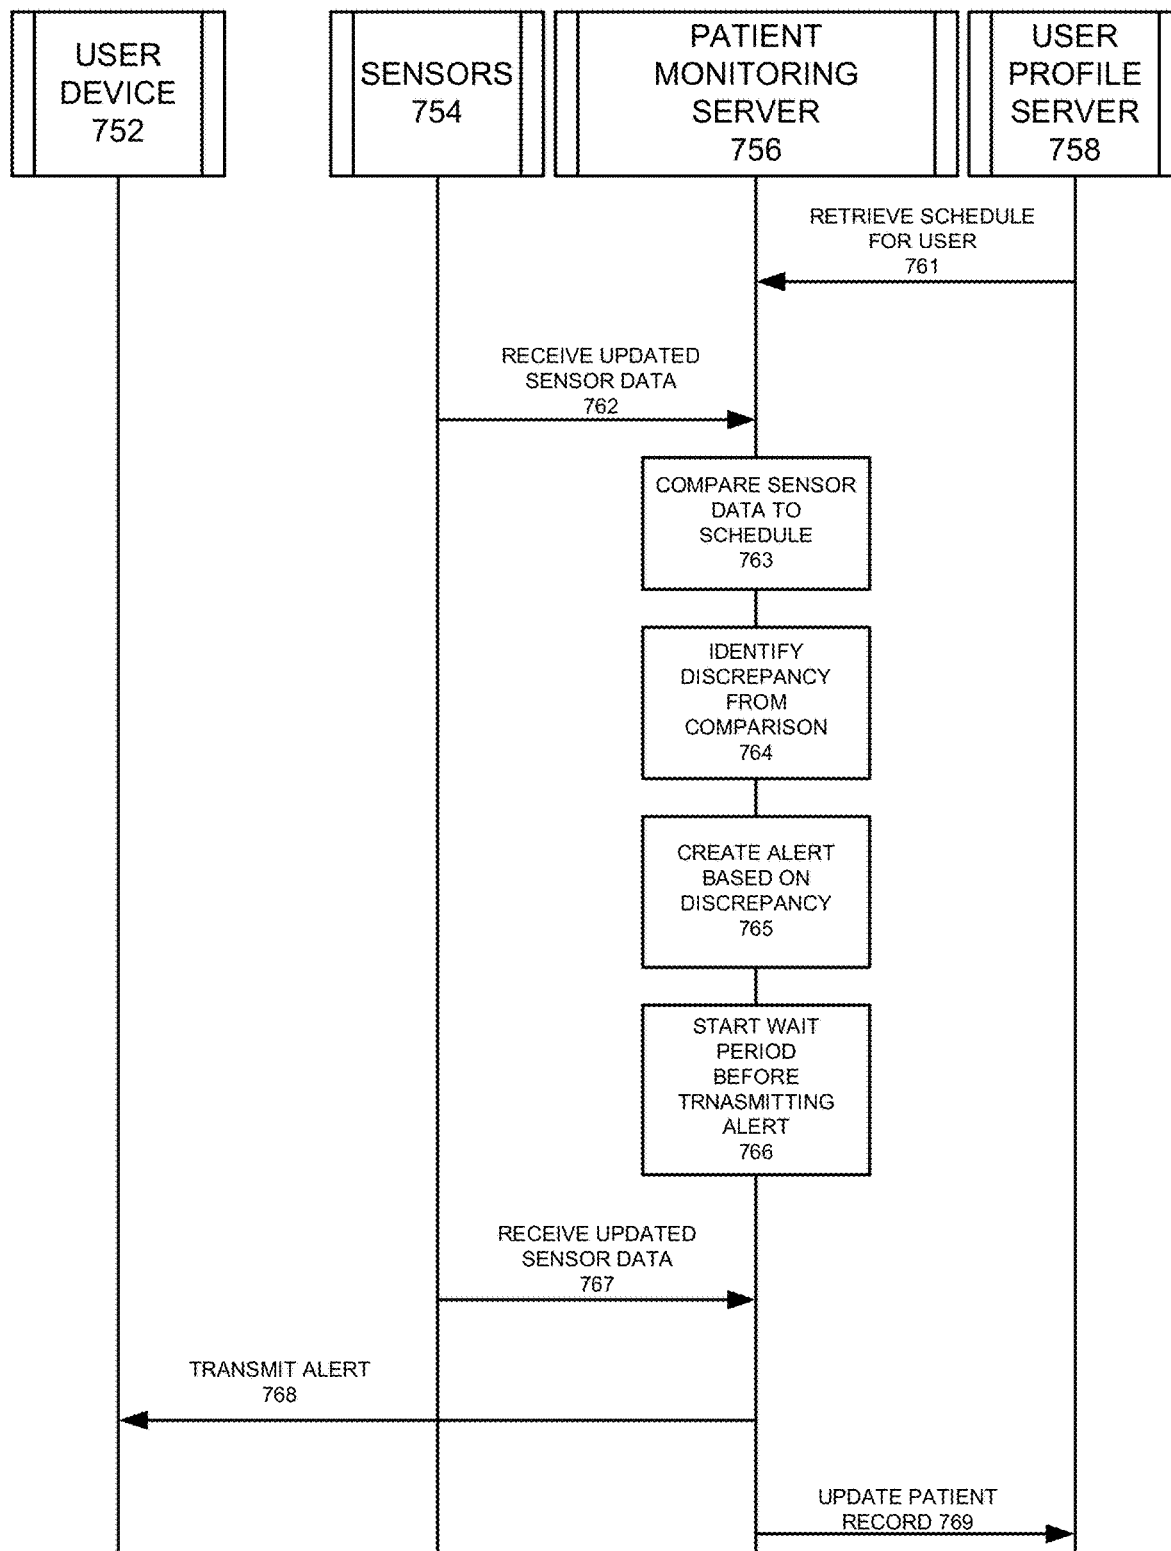 USER
DEVICE
752
SENSORS
754
PATIENT
MONITORING
SERVER
756
USER
PROFILE
SERVER
758
RETRIEVE SCHEDULE
FOR USER
761
RECEIVE UPDATED
SENSOR DATA
762
COMPARE SENSOR
DATA TO
SCHEDULE
763
IDENTIFY
DISCREPANCY
FROM
COMPARISON
764
CREATE ALERT
BASED ON
DISCREPANCY
765
START WAIT
PERIOD
BEFORE
TRNASMITTING
ALERT
766
RECEIVE UPDATED
SENSOR DATA
767
TRANSMIT ALERT
768
UPDATE PATIENT
RECORD 769